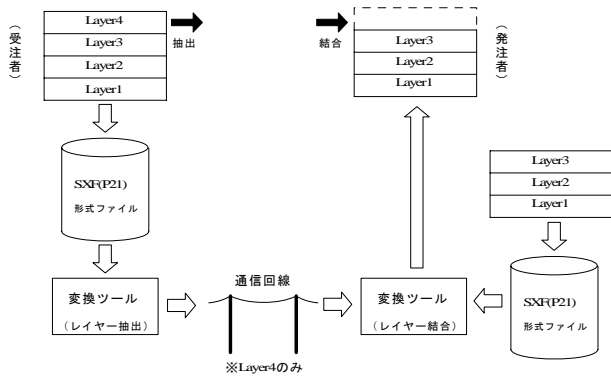 （受注者）
Layer4
Layer3
Layer2
Layer1
抽出
結合
Layer3
Layer2
Layer1
（発注者）
SXF(P21)
形式ファイル
Layer3
Layer2
Layer1
変換ツール
（レイヤー抽出）
通信回線
※Layer4のみ
変換ツール
（レイヤー結合）
SXF(P21)
形式ファイル